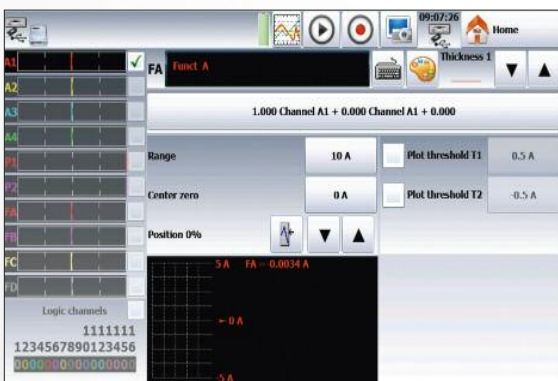 09:07:26
Home
A1
FA Funct A
Thickness 1
A2
A3
1.000 Channel A1 + 0.000 Channel A1 + 0.000
A4
P1
Range 10 A Plot threshold T1 0.5 A
P2
Center zero 0 A Plot threshold T2 -0.5 A
FA
FB
Position 0%
FC
5 A FA = 0.0034 A
FD
Logic channels
0 A
1111111
1234567890123456
0000000000000000
-5 A